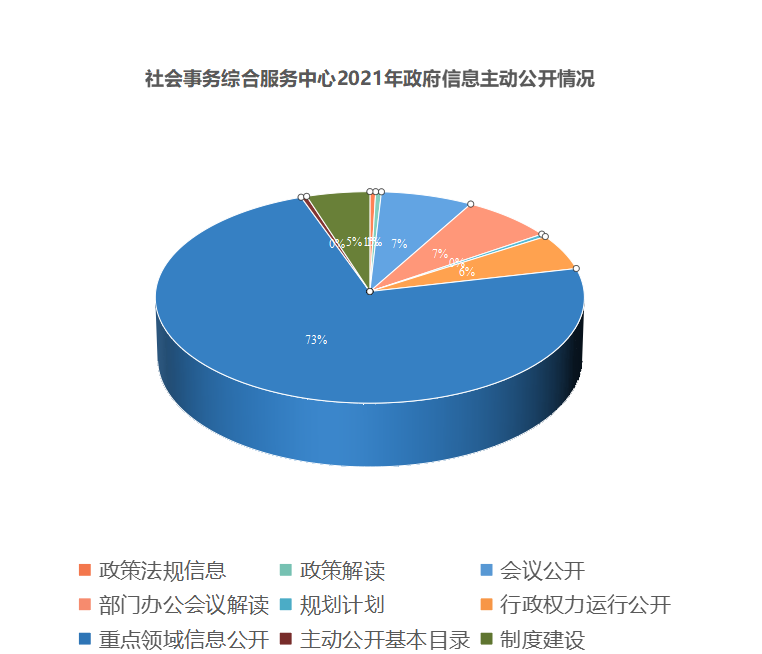 社会事务综合服务中心2021年政府信息主动公开情况
0%
5%
1%
7%
7%
0%
6%
73%
政策法规信息
政策解读
会议公开
部门办公会议解读
规划计划
行政权力运行公开
重点领域信息公开
主动公开基本目录
制度建设